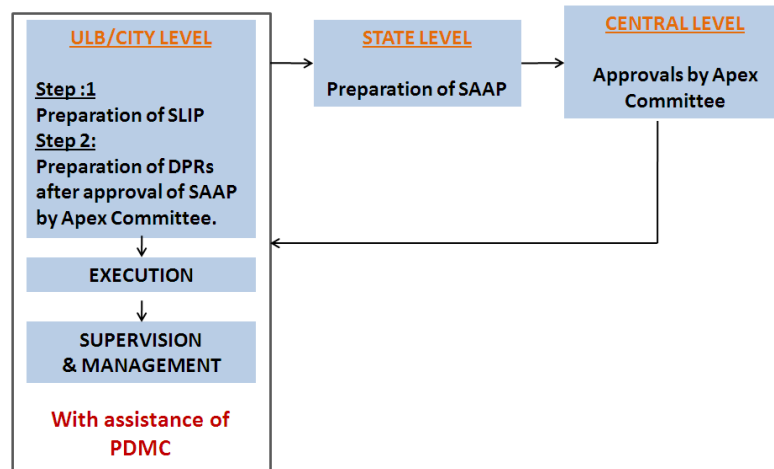 ULB/CITY LEVEL
Step :1
Preparation of SLIP
Step 2:
Preparation of DPRs
after approval of SAAP
by Apex Committee.
EXECUTION
SUPERVISION
& MANAGEMENT
With assistance of
PDMC
STATE LEVEL
Preparation of SAAP
CENTRAL LEVEL
Approvals by Apex
Committee